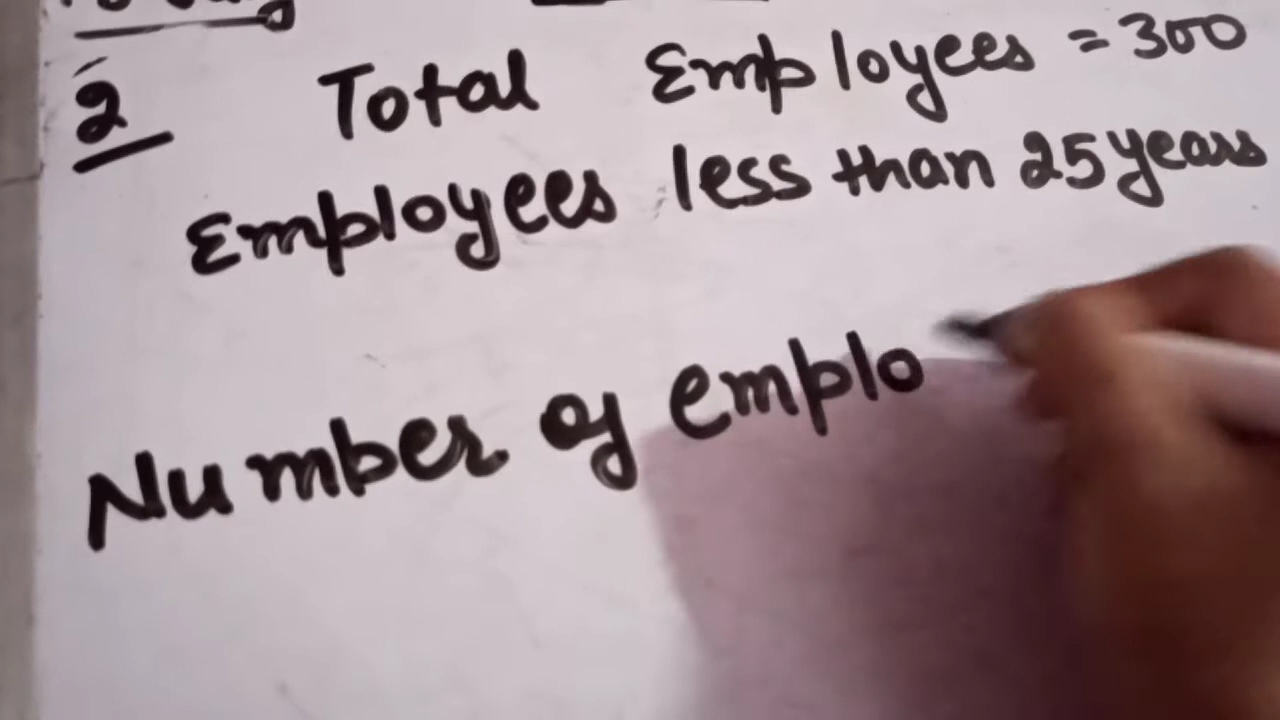 2 Total Employees = 300
Employees less than 25 years
Number of emplo